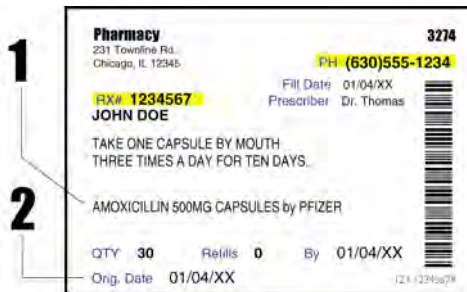 Pharmacy 3274
231 Townline Rd.
Chicago, IL 12345
PH (630)555-1234
Fill Date 01/04/XX
RX# 1234567 Prescriber Dr. Thomas
JOHN DOE
TAKE ONE CAPSULE BY MOUTH
THREE TIMES A DAY FOR TEN DAYS.
1
AMOXICILLIN 500MG CAPSULES by PFIZER
2
QTY 30 Refills 0 By 01/04/XX
Orig. Date 01/04/XX